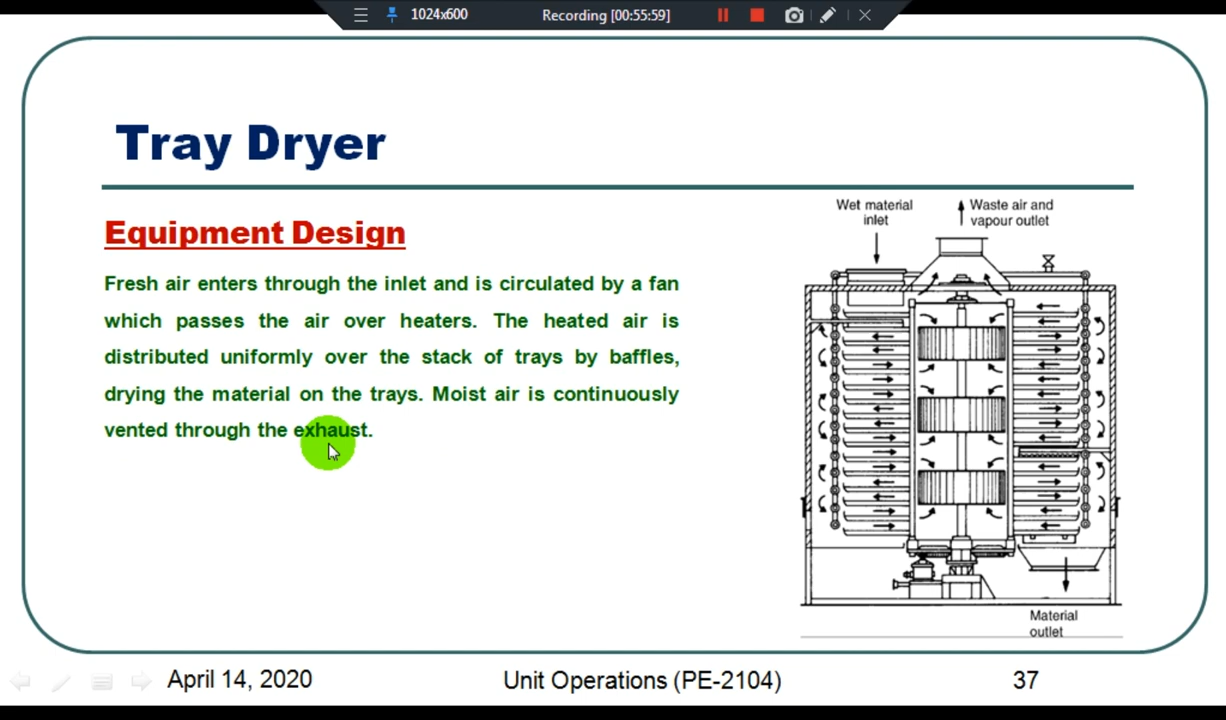 1024x600
Recording [00:55:59]
Tray Dryer
Equipment Design
Fresh air enters through the inlet and is circulated by a fan
which passes the air over heaters. The heated air is
distributed uniformly over the stack of trays by baffles,
drying the material on the trays. Moist air is continuously
vented through the exhaust.
Wet material
inlet
Waste air and
vapour outlet
Material
outlet
April 14, 2020
Unit Operations (PE-2104)
37